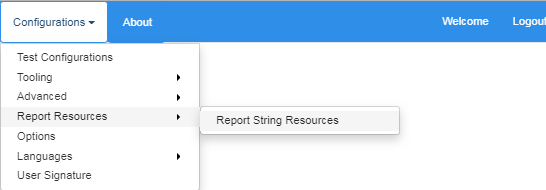 Configurations About Welcome Logout
Test Configurations
Tooling
Advanced
Report Resources Report String Resources
Options
Languages
User Signature